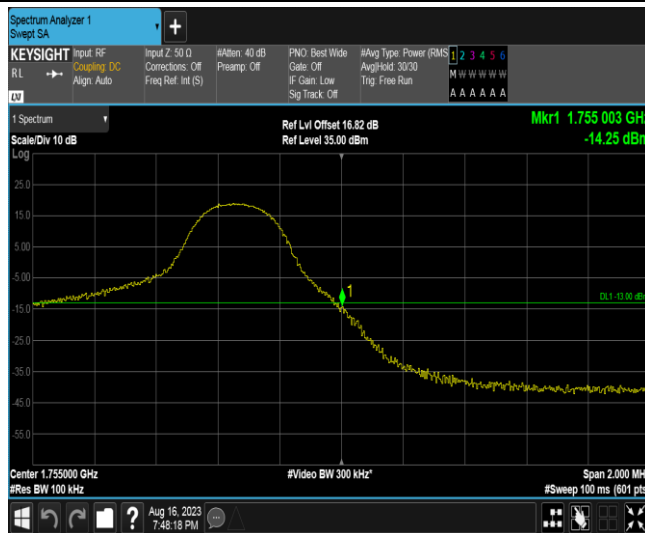 Spectrum Analyzer 1
Swept SA
+
KEYSIGHT
RL
LXI
Input: RF
Coupling: DC
Align: Auto
Input Z: 50 Ω
Corrections: Off
Freq Ref: Int (S)
#Atten: 40 dB
Preamp: Off
PNO: Best Wide
Gate: Off
IF Gain: Low
Sig Track: Off
#Avg Type: Power (RMS
Avg|Hold: 30/30
Trig: Free Run
1 2 3 4 5 6
M W W W W W
A A A A A A
1 Spectrum
Scale/Div 10 dB
Ref Lvl Offset 16.82 dB
Ref Level 35.00 dBm
Mkr1 1.755 003 GHz
-14.25 dBm
Log
25.0
15.0
5.00
-5.00
-15.0
-25.0
-35.0
-45.0
-55.0
1
DL1 -13.00 dBm
Center 1.755000 GHz
#Res BW 100 kHz
#Video BW 300 kHz*
Span 2.000 MH
#Sweep 100 ms (601 pts
?
Aug 16, 2023
7:48:18 PM